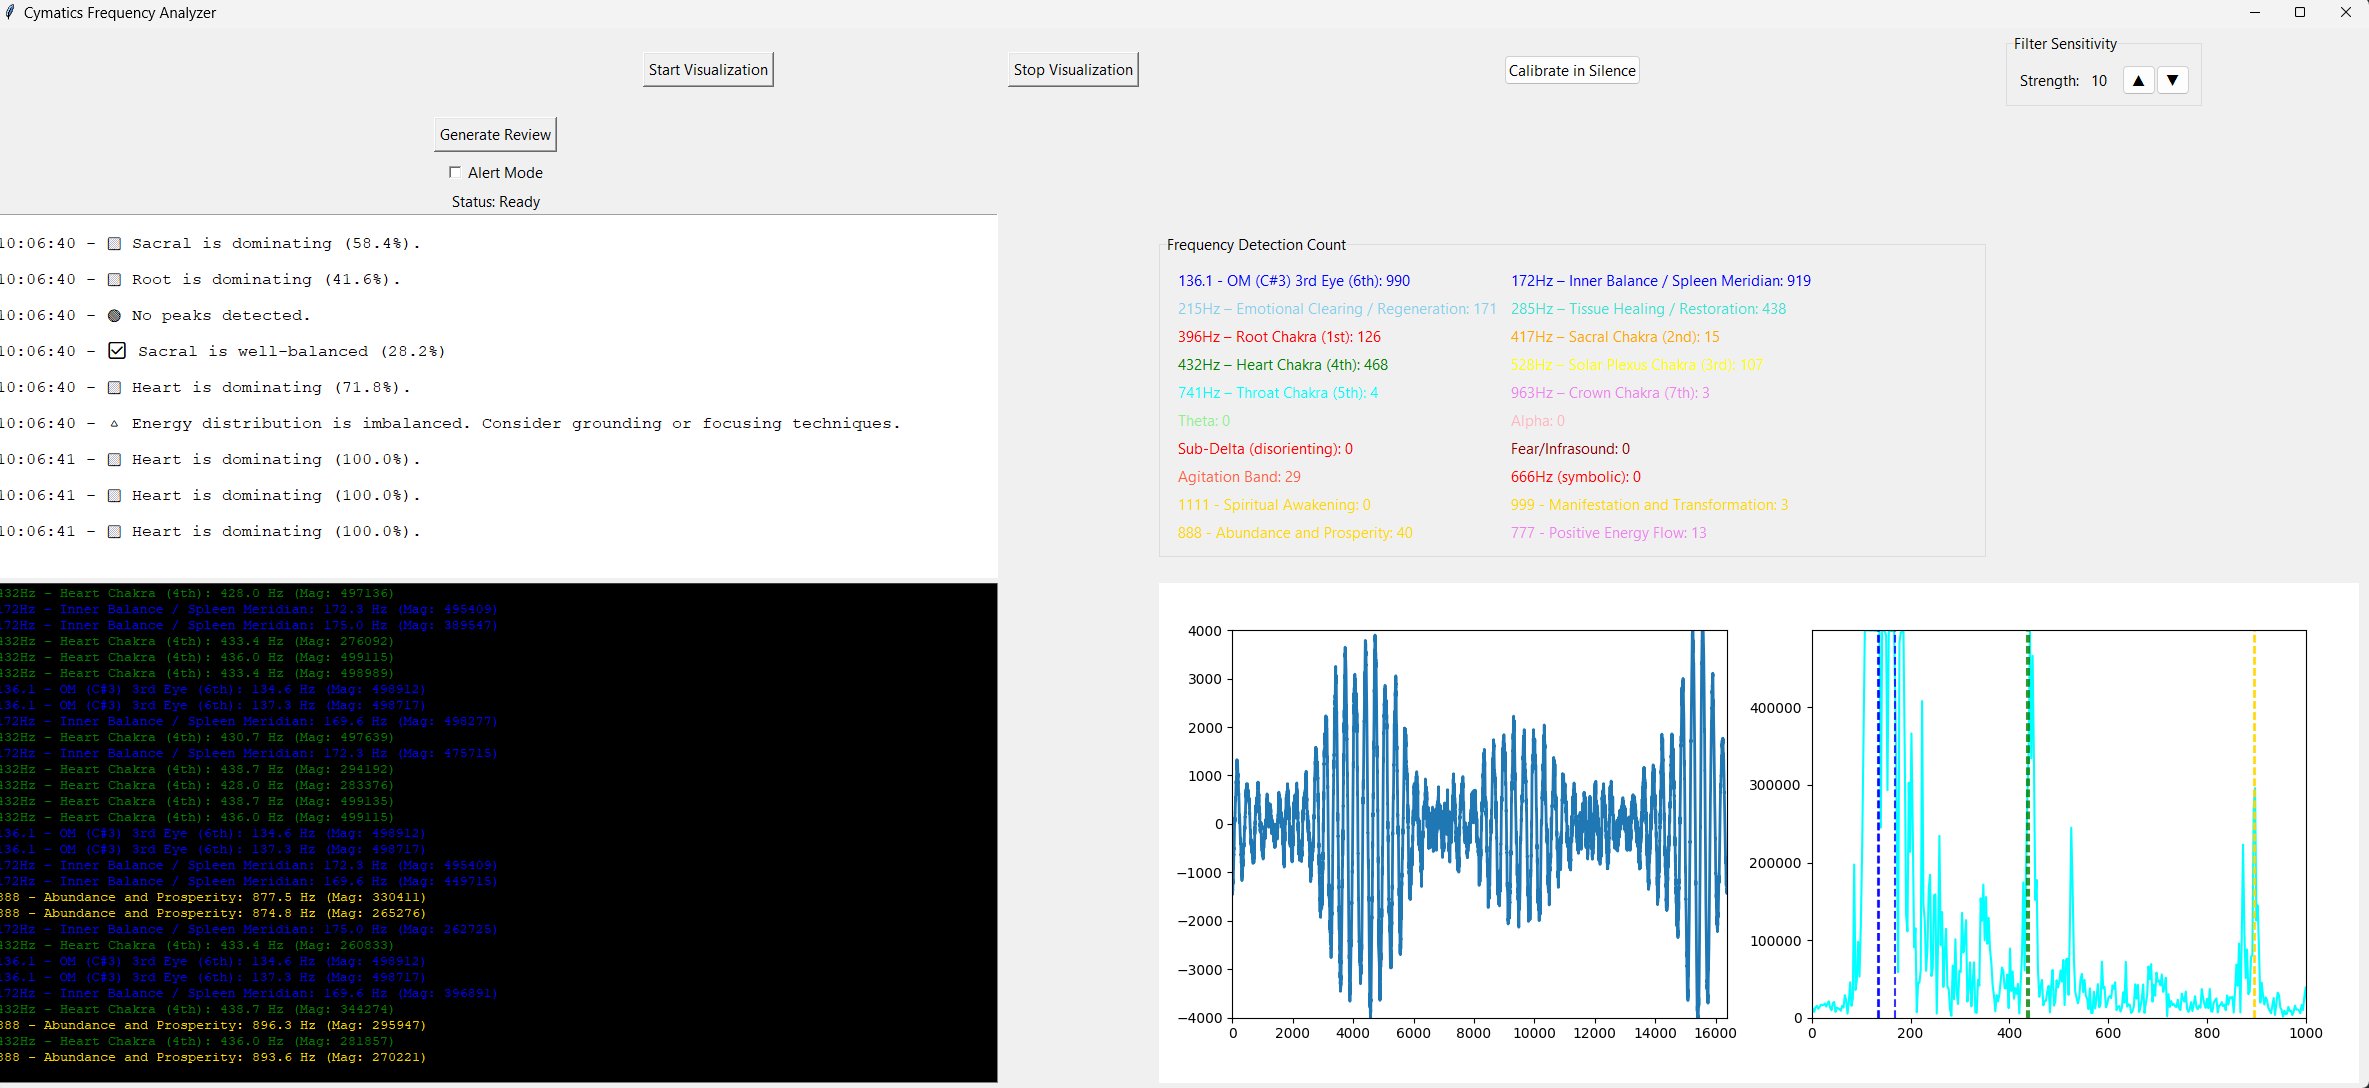 Cymatics Frequency Analyzer
Start Visualization
Stop Visualization
Calibrate in Silence
Filter Sensitivity
Strength: 10 ▲ ▼
Generate Review
Alert Mode
Status: Ready
10:06:40 - Sacral is dominating (58.4%).
10:06:40 - Root is dominating (41.6%).
10:06:40 - No peaks detected.
10:06:40 - Sacral is well-balanced (28.2%)
10:06:40 - Heart is dominating (71.8%).
10:06:40 - Energy distribution is imbalanced. Consider grounding or focusing techniques.
10:06:41 - Heart is dominating (100.0%).
10:06:41 - Heart is dominating (100.0%).
10:06:41 - Heart is dominating (100.0%).
Frequency Detection Count
136.1 - OM (C#3) 3rd Eye (6th): 990
172Hz – Inner Balance / Spleen Meridian: 919
215Hz – Emotional Clearing / Regeneration: 171
285Hz – Tissue Healing / Restoration: 438
396Hz – Root Chakra (1st): 126
417Hz – Sacral Chakra (2nd): 15
432Hz – Heart Chakra (4th): 468
528Hz – Solar Plexus Chakra (3rd): 107
741Hz – Throat Chakra (5th): 4
963Hz – Crown Chakra (7th): 3
Theta: 0
Alpha: 0
Sub-Delta (disorienting): 0
Fear/Infrasound: 0
Agitation Band: 29
666Hz (symbolic): 0
1111 - Spiritual Awakening: 0
999 - Manifestation and Transformation: 3
888 - Abundance and Prosperity: 40
777 - Positive Energy Flow: 13
432Hz – Heart Chakra (4th): 428.0 Hz (Mag: 497136)
172Hz – Inner Balance / Spleen Meridian: 172.3 Hz (Mag: 495409)
172Hz – Inner Balance / Spleen Meridian: 175.0 Hz (Mag: 389547)
432Hz – Heart Chakra (4th): 433.4 Hz (Mag: 276092)
432Hz – Heart Chakra (4th): 436.0 Hz (Mag: 499115)
432Hz – Heart Chakra (4th): 433.4 Hz (Mag: 498989)
136.1 - OM (C#3) 3rd Eye (6th): 134.6 Hz (Mag: 498912)
136.1 - OM (C#3) 3rd Eye (6th): 137.3 Hz (Mag: 498717)
172Hz – Inner Balance / Spleen Meridian: 169.6 Hz (Mag: 498277)
432Hz – Heart Chakra (4th): 430.7 Hz (Mag: 497639)
172Hz – Inner Balance / Spleen Meridian: 172.3 Hz (Mag: 475715)
432Hz – Heart Chakra (4th): 438.7 Hz (Mag: 294192)
432Hz – Heart Chakra (4th): 428.0 Hz (Mag: 283376)
432Hz – Heart Chakra (4th): 438.7 Hz (Mag: 499135)
432Hz – Heart Chakra (4th): 436.0 Hz (Mag: 499115)
136.1 - OM (C#3) 3rd Eye (6th): 134.6 Hz (Mag: 498912)
136.1 - OM (C#3) 3rd Eye (6th): 137.3 Hz (Mag: 498717)
172Hz – Inner Balance / Spleen Meridian: 172.3 Hz (Mag: 495409)
172Hz – Inner Balance / Spleen Meridian: 169.6 Hz (Mag: 449715)
888 - Abundance and Prosperity: 877.5 Hz (Mag: 330411)
888 - Abundance and Prosperity: 874.8 Hz (Mag: 265276)
172Hz – Inner Balance / Spleen Meridian: 175.0 Hz (Mag: 262725)
432Hz – Heart Chakra (4th): 433.4 Hz (Mag: 260833)
136.1 - OM (C#3) 3rd Eye (6th): 134.6 Hz (Mag: 498912)
136.1 - OM (C#3) 3rd Eye (6th): 137.3 Hz (Mag: 498717)
172Hz – Inner Balance / Spleen Meridian: 169.6 Hz (Mag: 396891)
432Hz – Heart Chakra (4th): 438.7 Hz (Mag: 344274)
888 - Abundance and Prosperity: 896.3 Hz (Mag: 295947)
432Hz – Heart Chakra (4th): 436.0 Hz (Mag: 281857)
888 - Abundance and Prosperity: 893.6 Hz (Mag: 270221)
4000
3000
2000
1000
0
−1000
−2000
−3000
−4000
0 2000 4000 6000 8000 10000 12000 14000 16000
400000
300000
200000
100000
0
0 200 400 600 800 1000